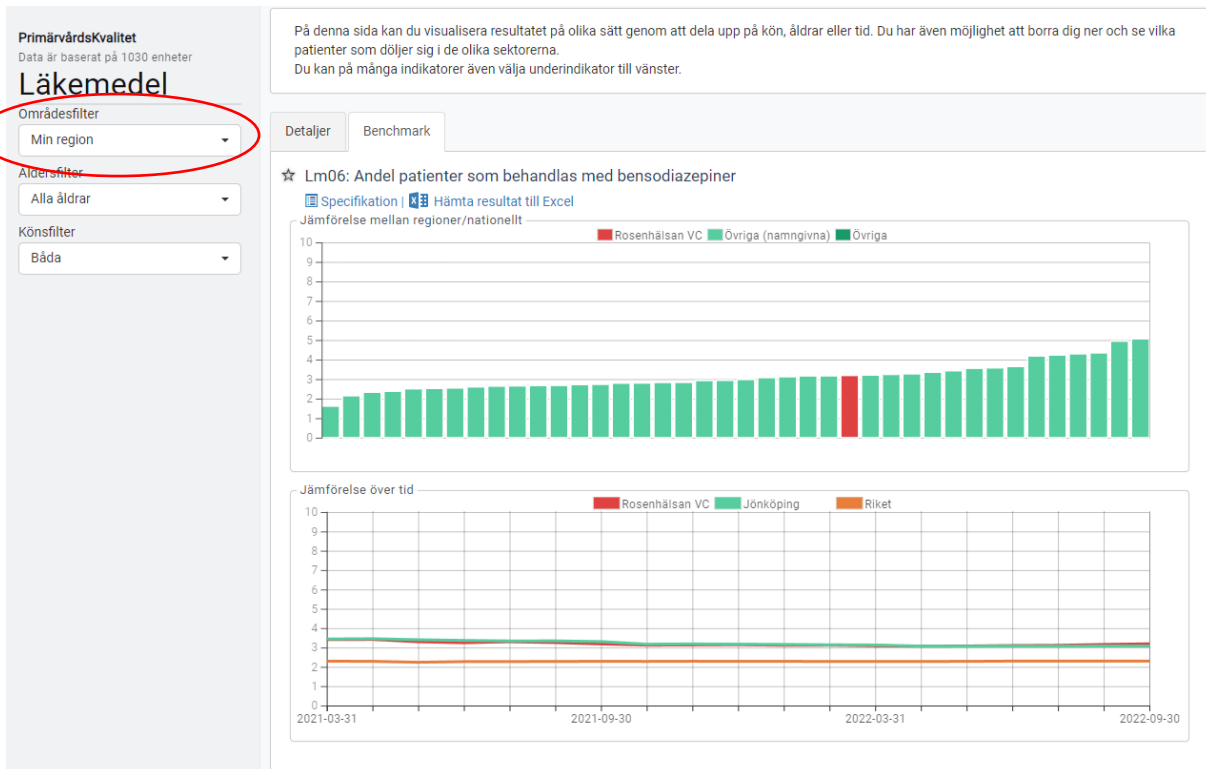 PrimärvårdsKvalitet
Data är baserat på 1030 enheter
Läkemedel
Områdesfilter
Min region
Åldersfilter
Alla åldrar
Könsfilter
Båda
På denna sida kan du visualisera resultatet på olika sätt genom att dela upp på kön, åldrar eller tid. Du har även möjlighet att borra dig ner och se vilka
patienter som döljer sig i de olika sektorerna.
Du kan på många indikatorer även välja underindikator till vänster.
Detaljer Benchmark
Lm06: Andel patienter som behandlas med bensodiazepiner
Specifikation | Hämta resultat till Excel
Jämförelse mellan regioner/nationellt
Rosenhälsan VC Övriga (namngivna) Övriga
10
9
8
7
6
5
4
3
2
1
0
Jämförelse över tid
Rosenhälsan VC Jönköping Riket
10
9
8
7
6
5
4
3
2
1
0
2021-03-31 2021-09-30 2022-03-31 2022-09-30